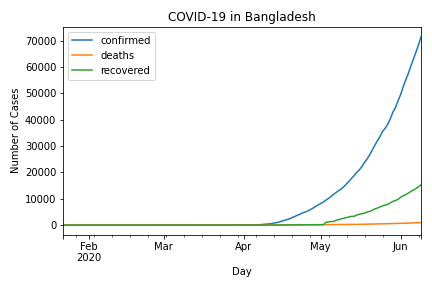 COVID-19 in Bangladesh
confirmed
deaths
recovered
Number of Cases
70000
60000
50000
40000
30000
20000
10000
0
Feb
2020
Mar
Apr
May
Jun
Day